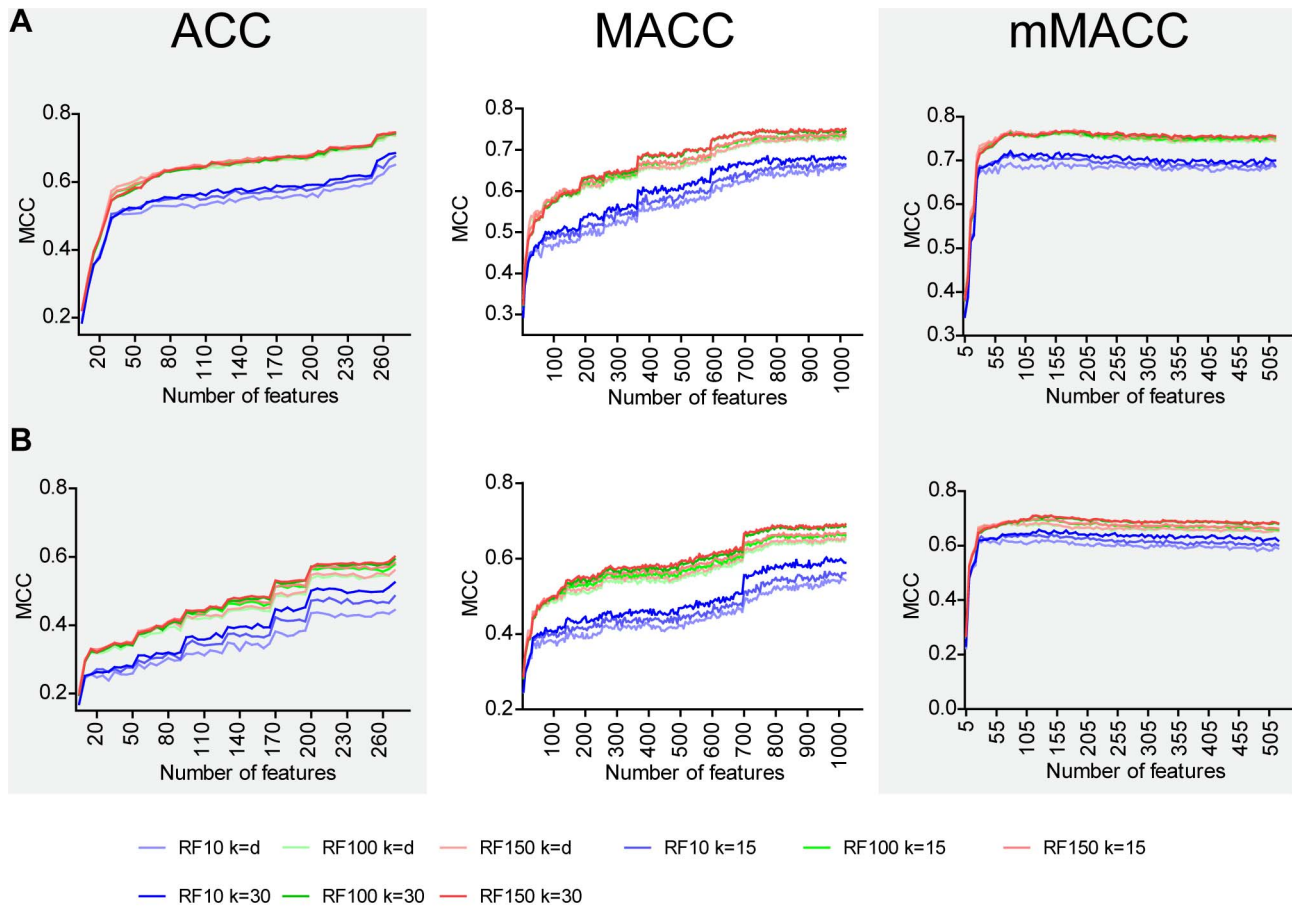 A
ACC MACC mMACC
0.8
0.6
0.4
0.2
MCC
20 50 80 110 140 170 200 230 260
Number of features
0.8
0.7
0.6
0.5
0.4
0.3
MCC
100 200 300 400 500 600 700 800 900 1000
Number of features
0.8
0.7
0.6
0.5
0.4
0.3
MCC
5 55 105 155 205 255 305 355 405 455 505
Number of features
B
0.8
0.6
0.4
0.2
MCC
20 50 80 110 140 170 200 230 260
Number of features
0.8
0.6
0.4
0.2
MCC
100 200 300 400 500 600 700 800 900 1000
Number of features
0.8
0.6
0.4
0.2
0.0
MCC
5 55 105 155 205 255 305 355 405 455 505
Number of features
RF10 k=d RF100 k=d RF150 k=d RF10 k=15 RF100 k=15 RF150 k=15
RF10 k=30 RF100 k=30 RF150 k=30